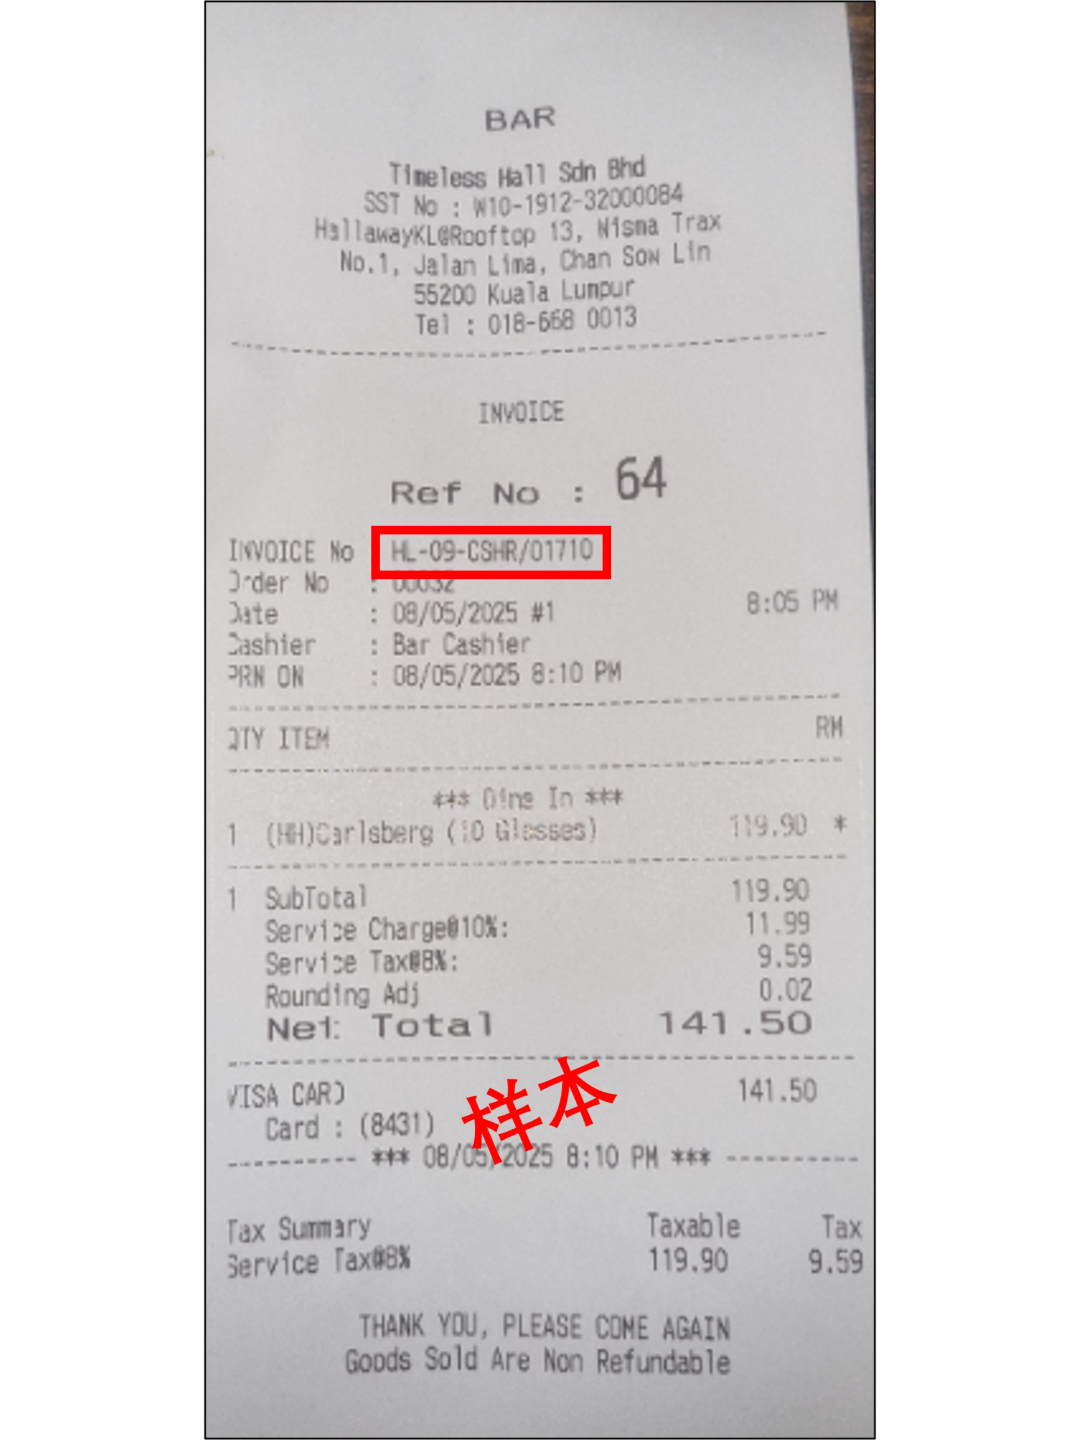 BAR
Timeless Hall Sdn Bhd
SST No : W10-1912-32000084
HallawayKL@Rooftop 13, Nisma Trax
No.1, Jalan Lima, Chan Sow Lin
55200 Kuala Lumpur
Tel : 018-668 0013
INVOICE
Ref No : 64
INVOICE No HL-09-CSHR/01710
Order No : 00032
Date : 08/05/2025 #1 8:05 PM
Cashier : Bar Cashier
PRN ON : 08/05/2025 8:10 PM
QTY ITEM RM
*** Dine In ***
1 (HH)Carlsberg (10 Glasses) 119.90 *
1 SubTotal 119.90
Service Charge@10%: 11.99
Service Tax@8%: 9.59
Rounding Adj 0.02
Net Total 141.50
VISA CARD 141.50
Card : (8431)
样本
*** 08/05/2025 8:10 PM ***
Tax Summary Taxable Tax
Service Tax@8% 119.90 9.59
THANK YOU, PLEASE COME AGAIN
Goods Sold Are Non Refundable